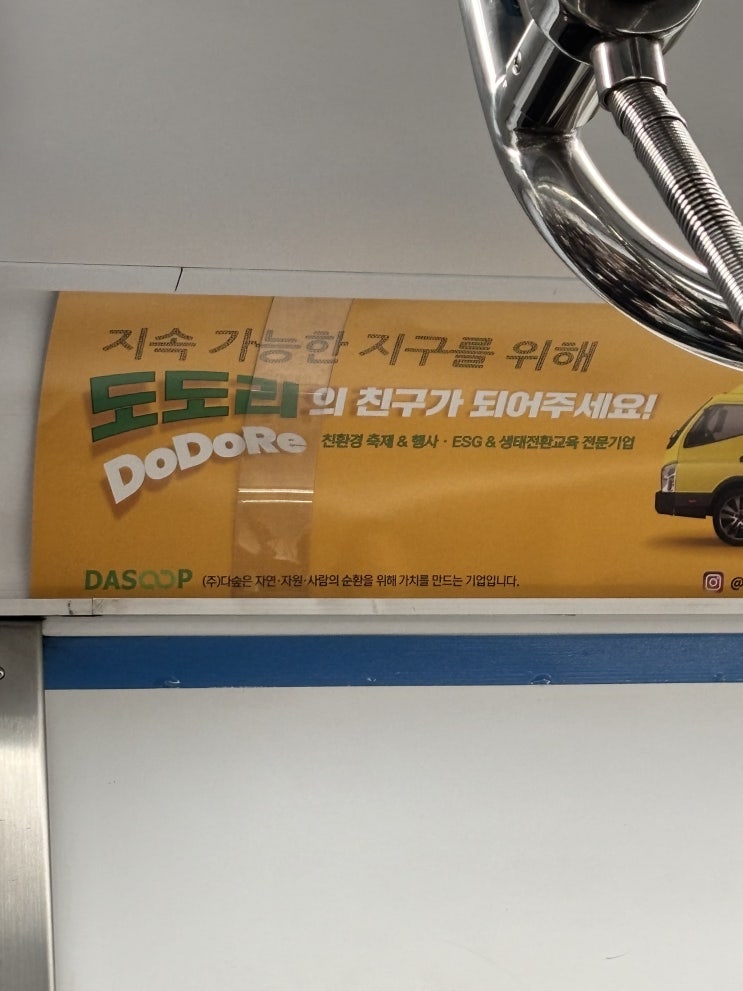 지속 가능한 지구를 위해
도도리의 친구가 되어주세요!
DoDoRe 친환경 축제 & 행사 · ESG & 생태전환교육 전문기업
DASOOP (주)다숲은 자연·자원·사람의 순환을 위해 가치를 만드는 기업입니다.
@